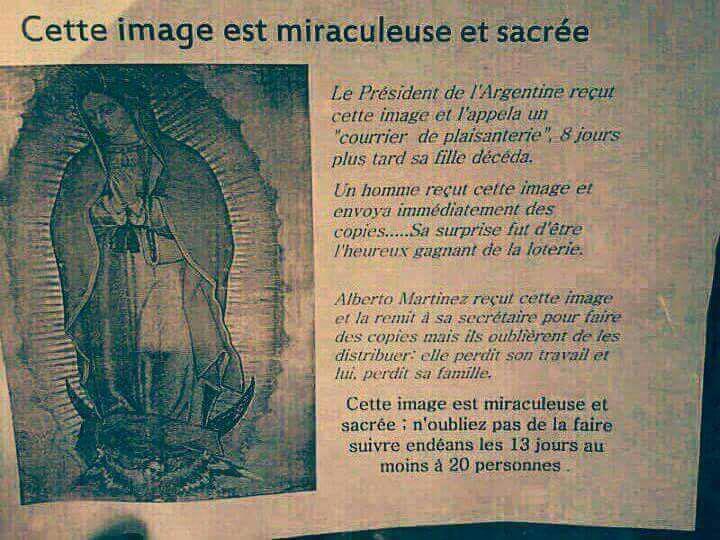 Cette image est miraculeuse et sacrée
Le Président de l'Argentine reçut
cette image et l'appela un
"courrier de plaisanterie", 8 jours
plus tard sa fille décéda.
Un homme reçut cette image et
envoya immédiatement des
copies.....Sa surprise fut d'être
l'heureux gagnant de la loterie.
Alberto Martinez reçut cette image
et la remit à sa secrétaire pour faire
des copies mais ils oublièrent de les
distribuer: elle perdit son travail et
lui, perdit sa famille.
Cette image est miraculeuse et
sacrée ; n'oubliez pas de la faire
suivre endéans les 13 jours au
moins à 20 personnes .